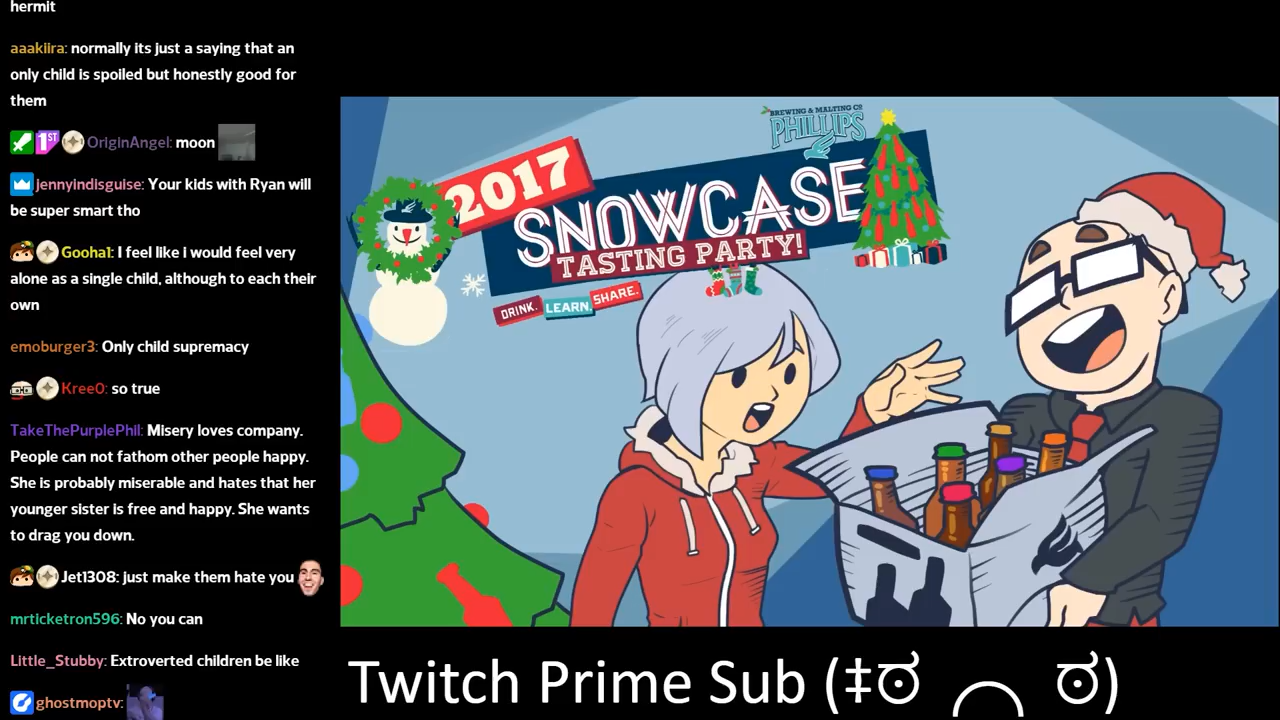 hermit
aaakiira: normally its just a saying that an
only child is spoiled but honestly good for
them
1ST OriginAngel: moon
jennyindisguise: Your kids with Ryan will
be super smart tho
Gooha1: I feel like i would feel very
alone as a single child, although to each their
own
emoburger3: Only child supremacy
KreeO: so true
TakeThePurplePhil: Misery loves company.
People can not fathom other people happy.
She is probably miserable and hates that her
younger sister is free and happy. She wants
to drag you down.
Jet1308: just make them hate you
mrticketron596: No you can
Little_Stubby: Extroverted children be like
ghostmoptv:
BREWING & MALTING CO
PHILLIPS
2017
SNOWCASE
TASTING PARTY!
DRINK. LEARN. SHARE.
Twitch Prime Sub (‡ಠ ⁔ ಠ)